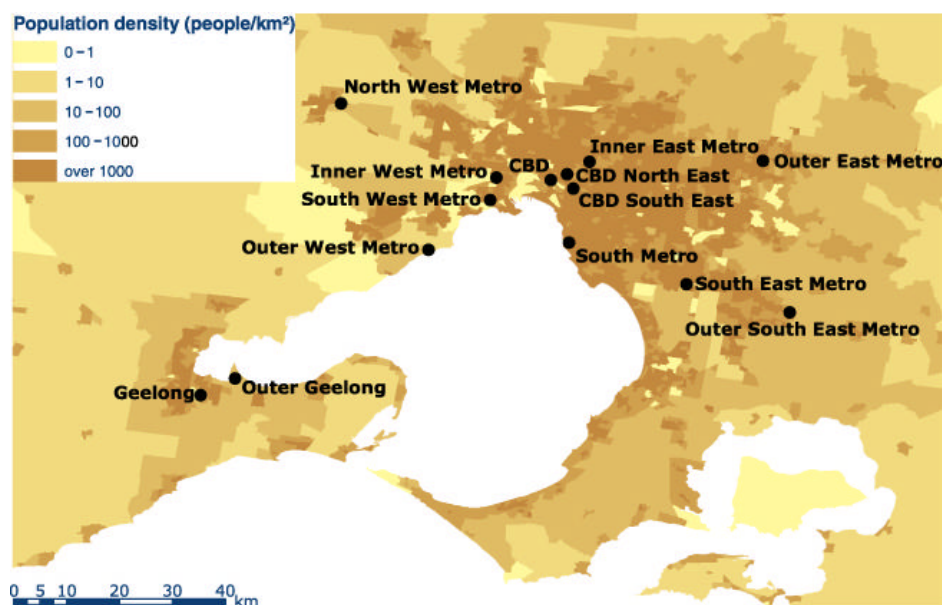 Population density (people/km²)
0–1
1–10
10–100
100–1000
over 1000
North West Metro
Inner East Metro
Outer East Metro
Inner West Metro
CBD
CBD North East
South West Metro
CBD South East
Outer West Metro
South Metro
South East Metro
Outer South East Metro
Geelong
Outer Geelong
0 5 10 20 30 40
km